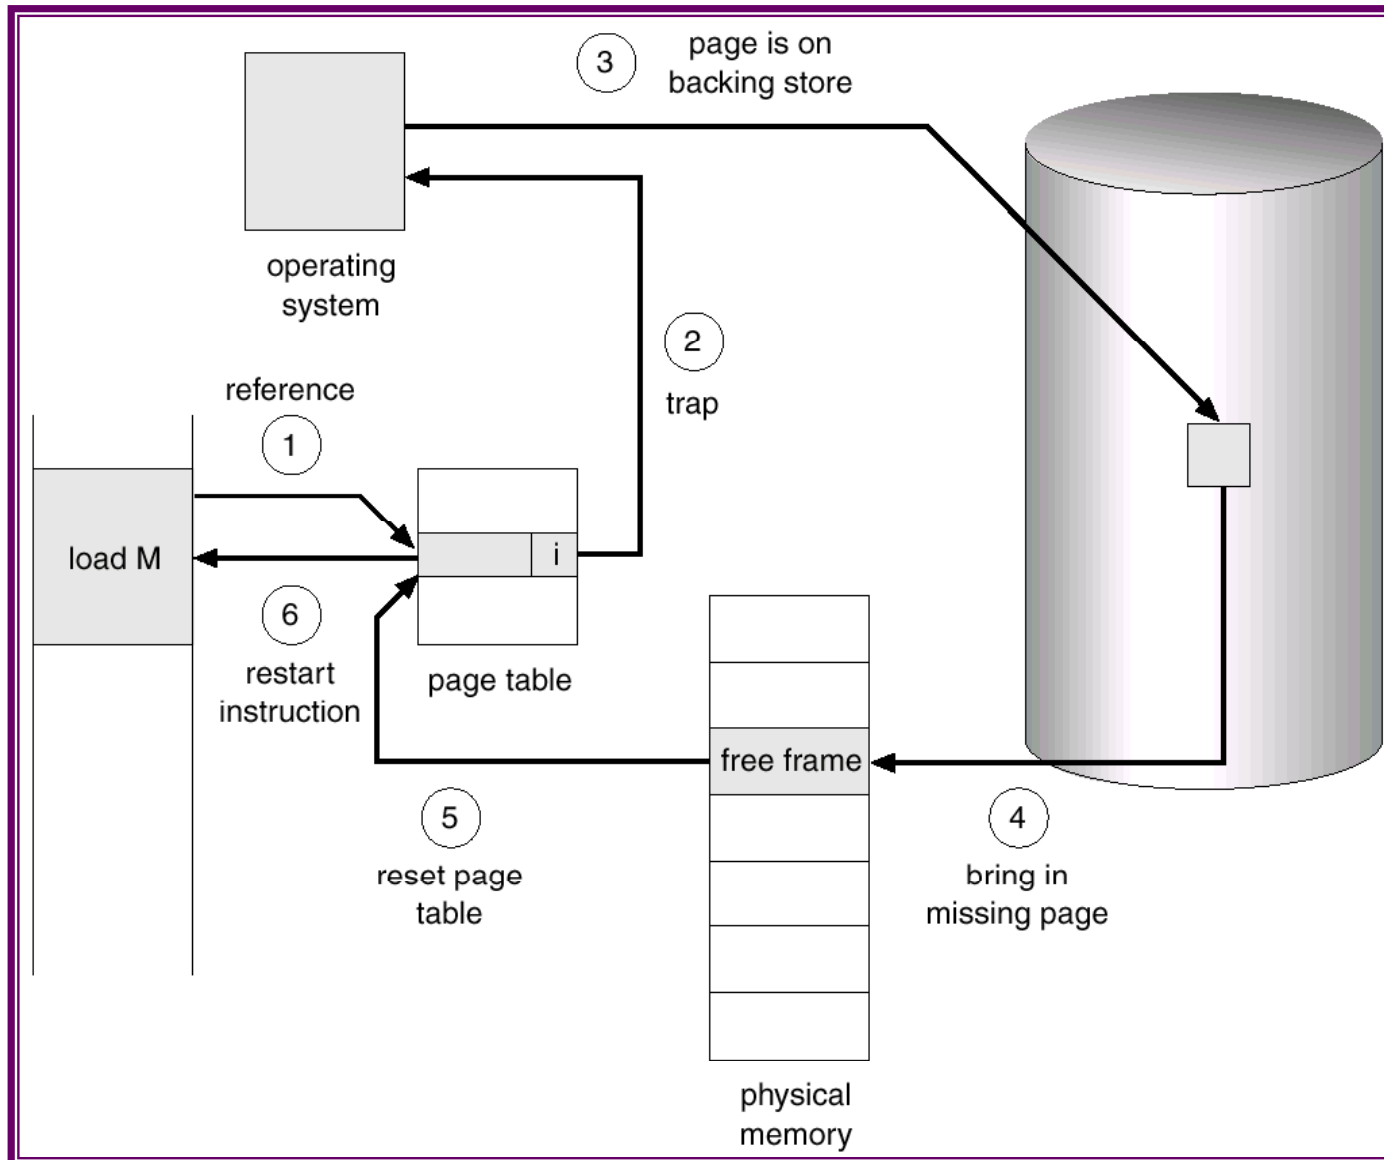 3
page is on
backing store
operating
system
2
trap
reference
1
load M
i
6
restart
instruction
page table
free frame
5
reset page
table
4
bring in
missing page
physical
memory